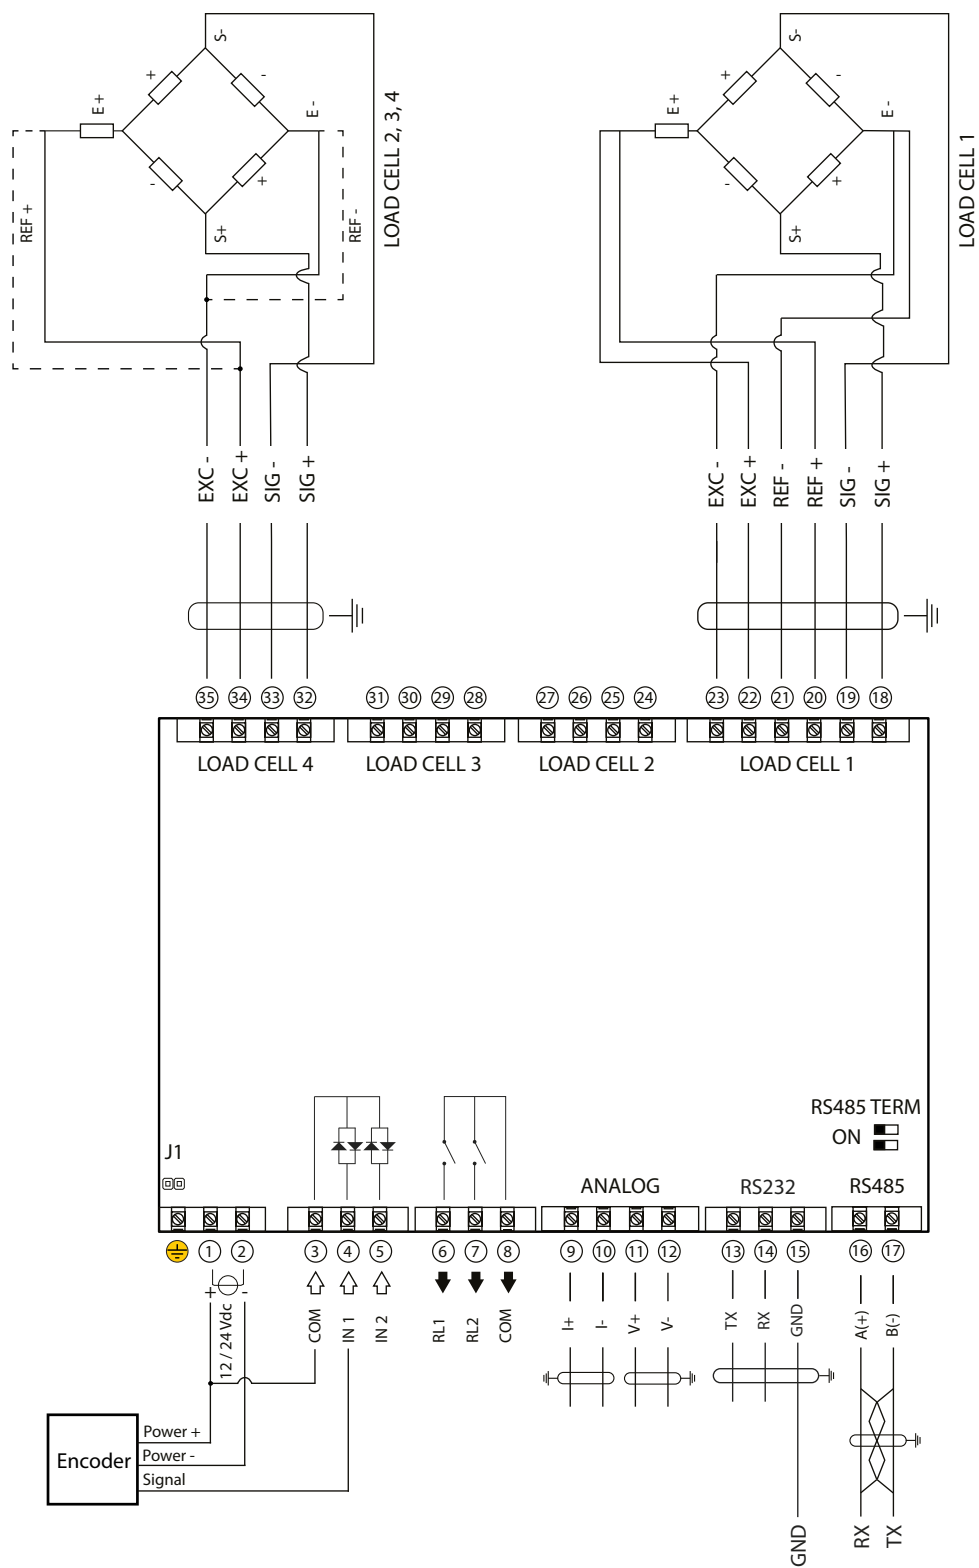 S-
S-
+
-
+
-
E+
E-
E+
E-
-
+
-
+
REF +
S+
REF -
LOAD CELL 2, 3, 4
S+
LOAD CELL 1
EXC -
EXC +
SIG -
SIG +
EXC -
EXC +
REF -
REF +
SIG -
SIG +
35
34
33
32
31
30
29
28
27
26
25
24
23
22
21
20
19
18
LOAD CELL 4
LOAD CELL 3
LOAD CELL 2
LOAD CELL 1
RS485 TERM
ON
J1
ANALOG
RS232
RS485
1
2
3
4
5
6
7
8
9
10
11
12
13
14
15
16
17
+
-
12 / 24 Vdc
COM
IN 1
IN 2
RL1
RL2
COM
I+
I-
V+
V-
TX
RX
GND
A(+)
B(-)
Encoder
Power +
Power -
Signal
GND
RX
TX